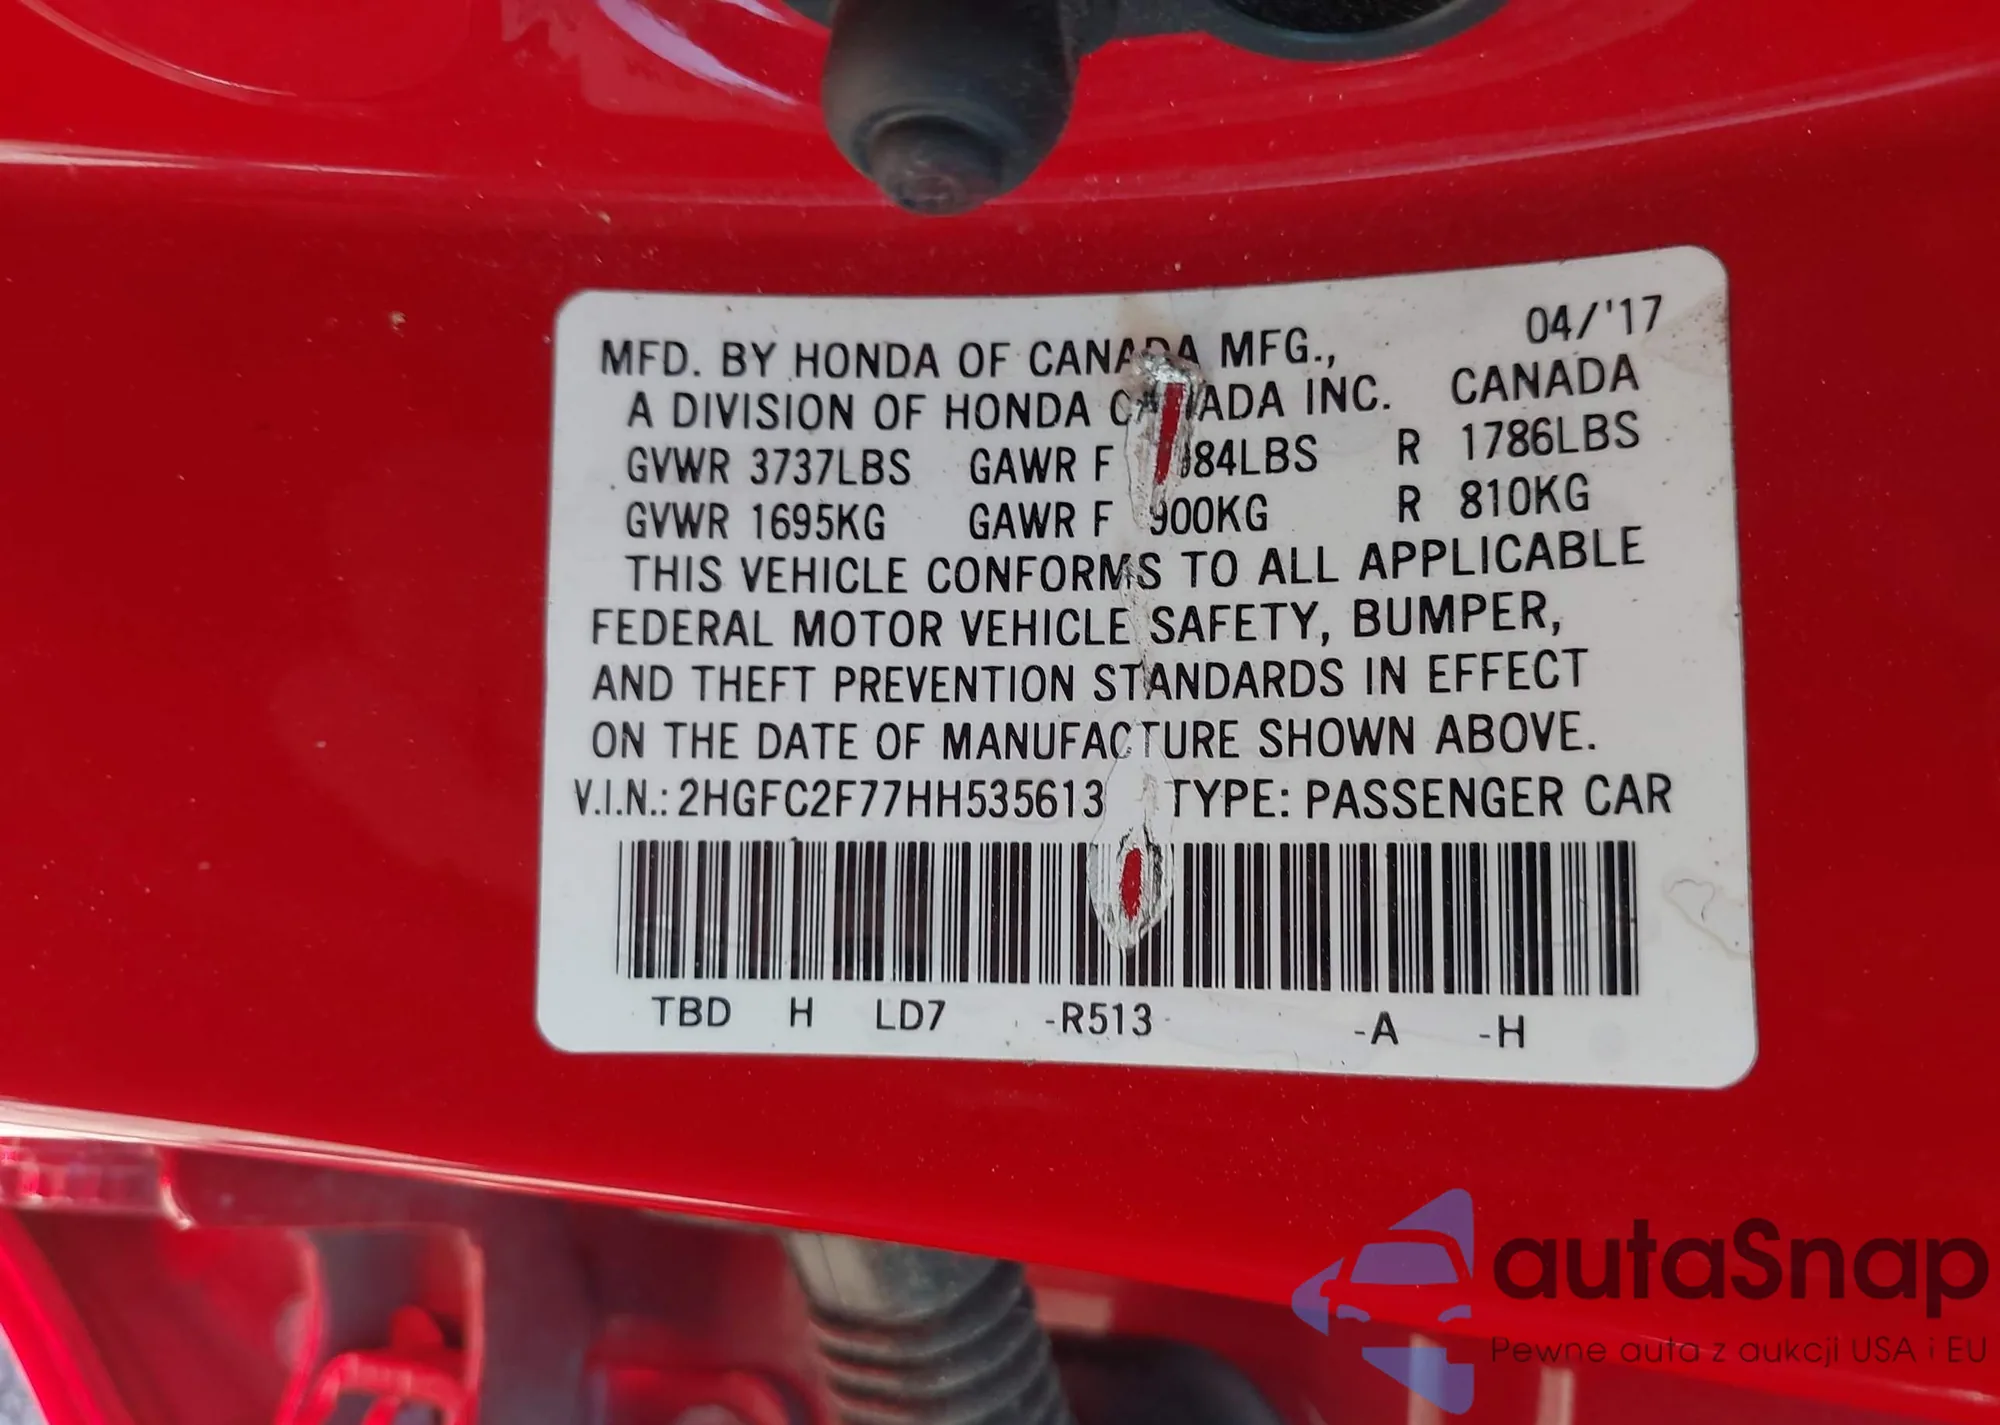 04/'17
MFD. BY HONDA OF CANADA MFG.,
A DIVISION OF HONDA CANADA INC. CANADA
GVWR 3737LBS GAWR F 84LBS R 1786LBS
GVWR 1695KG GAWR F 900KG R 810KG
THIS VEHICLE CONFORMS TO ALL APPLICABLE
FEDERAL MOTOR VEHICLE SAFETY, BUMPER,
AND THEFT PREVENTION STANDARDS IN EFFECT
ON THE DATE OF MANUFACTURE SHOWN ABOVE.
V.I.N.: 2HGFC2F77HH535613 TYPE: PASSENGER CAR
TBD H LD7 -R513- -A -H
autaSnap
Pewne auta z aukcji USA i EU